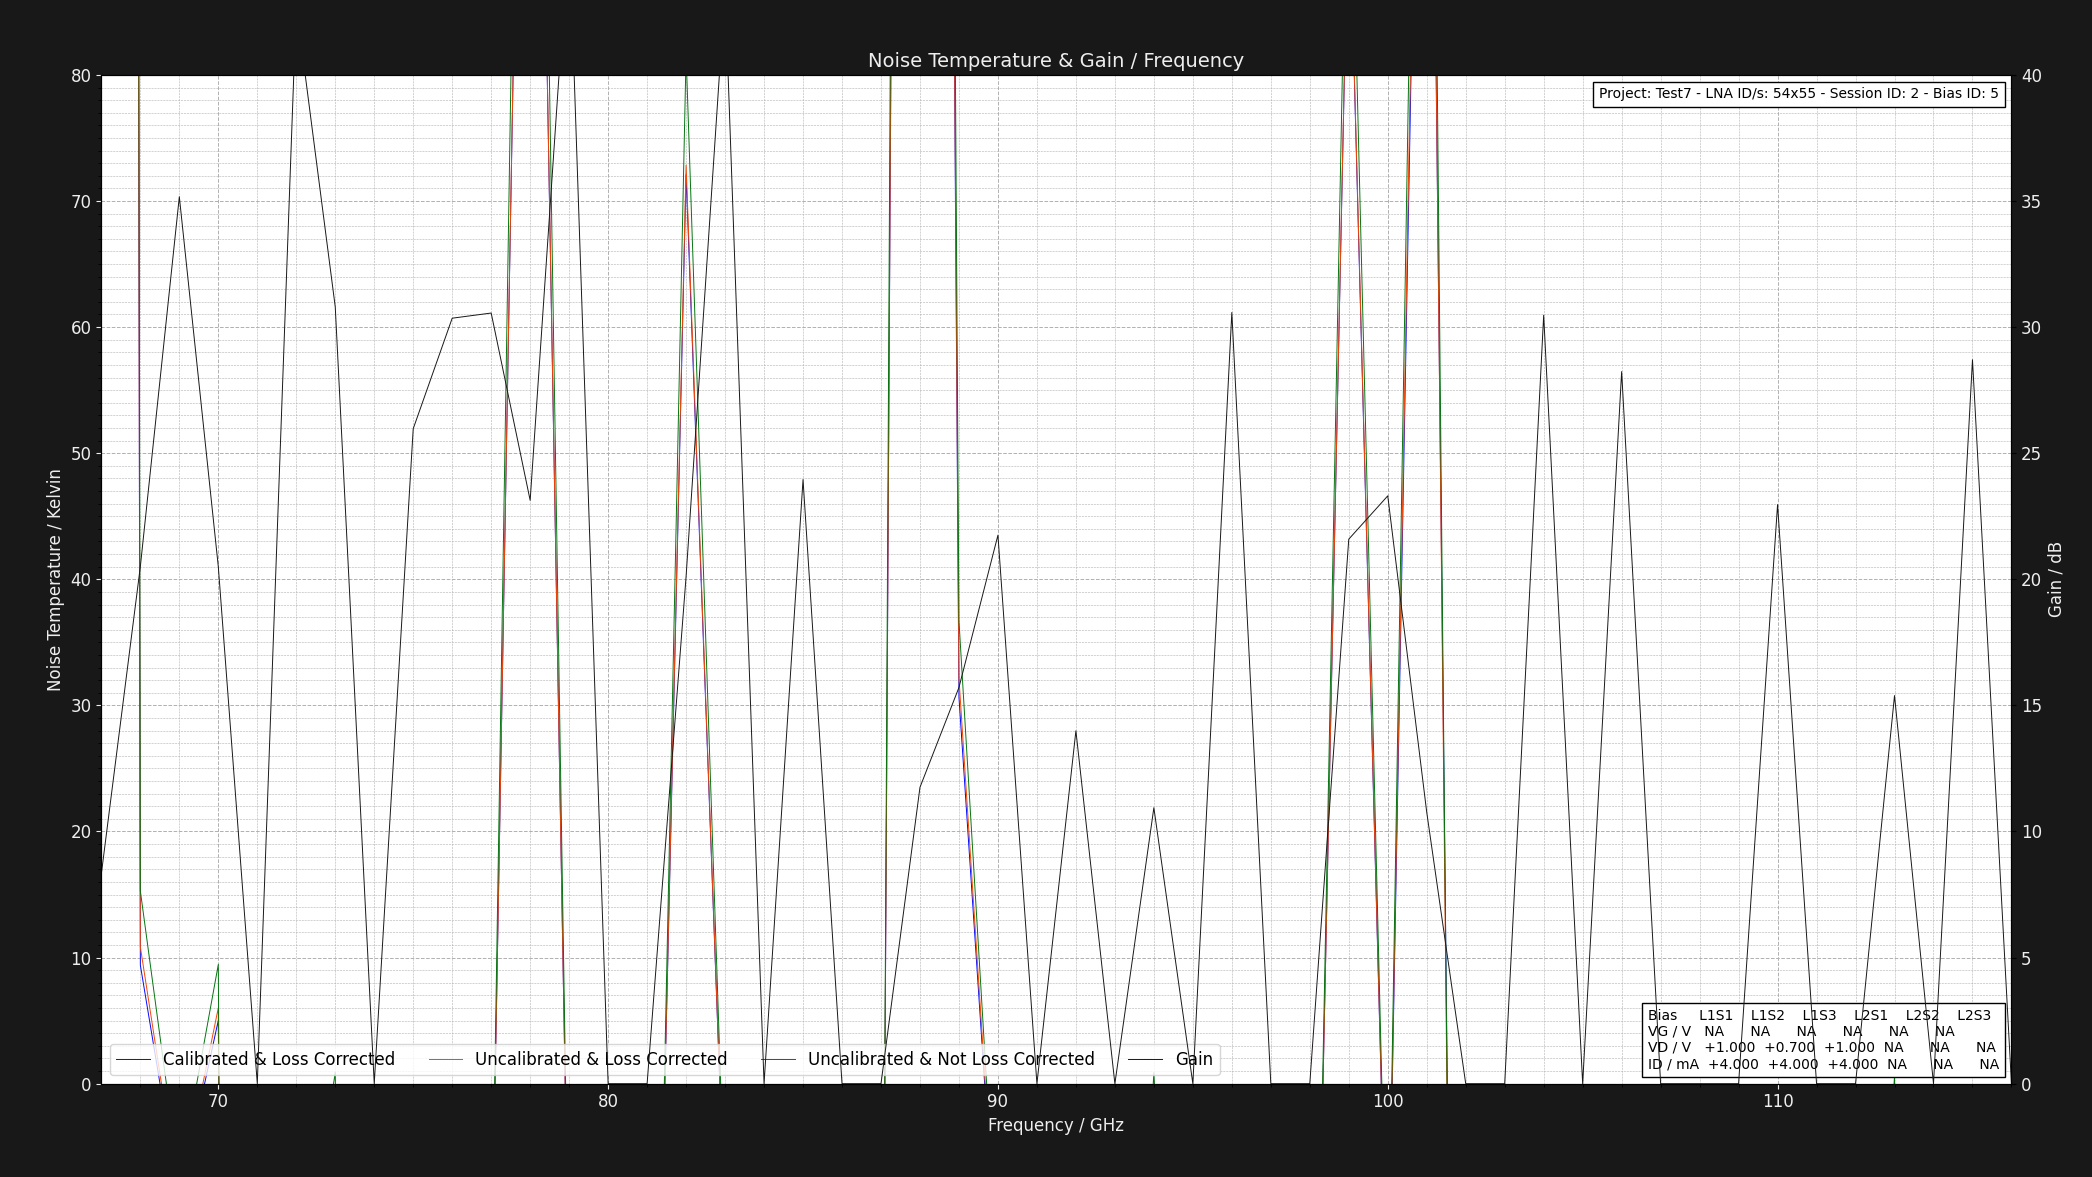 Noise Temperature & Gain / Frequency
Project: Test7 - LNA ID/s: 54x55 - Session ID: 2 - Bias ID: 5
80
70
60
50
40
30
20
10
0
Noise Temperature / Kelvin
40
35
30
25
20
15
10
5
0
Gain / dB
Bias L1S1 L1S2 L1S3 L2S1 L2S2 L2S3
VG / V NA NA NA NA NA NA
VD / V +1.000 +0.700 +1.000 NA NA NA
ID / mA +4.000 +4.000 +4.000 NA NA NA
Calibrated & Loss Corrected Uncalibrated & Loss Corrected Uncalibrated & Not Loss Corrected Gain
70 80 90 100 110
Frequency / GHz